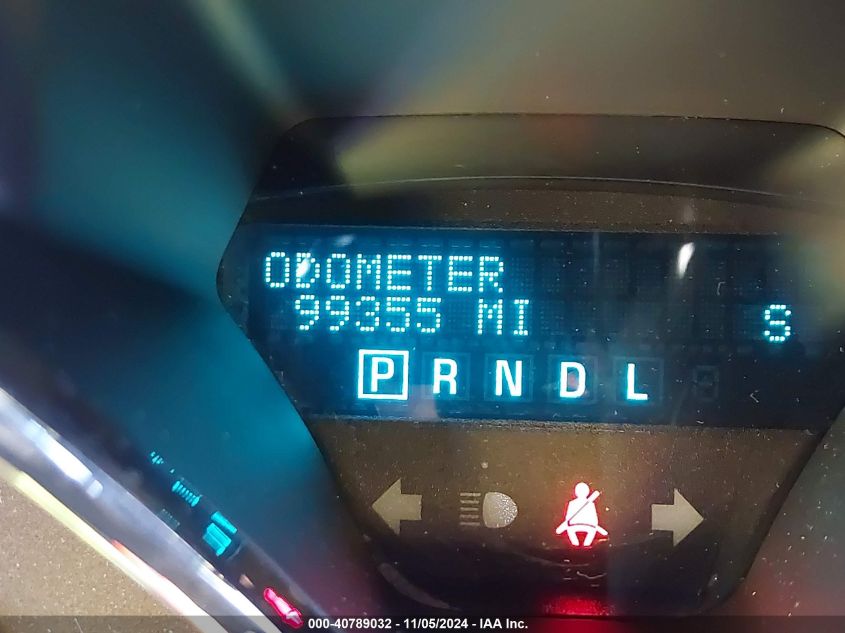 ODOMETER
99355 MI
S
P R N D L
000-40789032 - 11/05/2024 - IAA Inc.